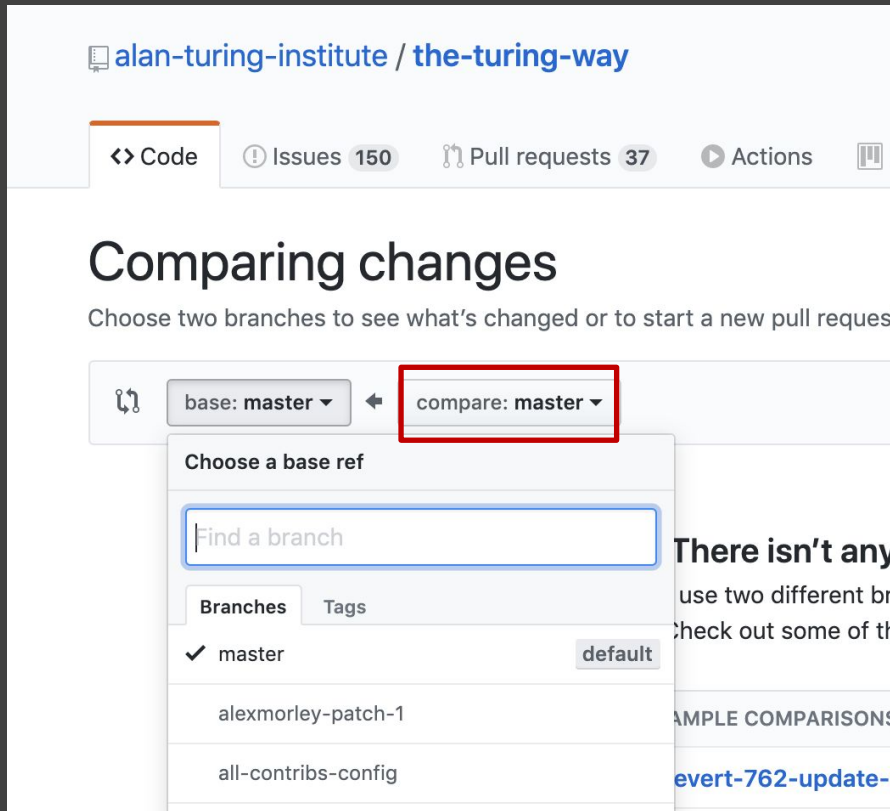 alan-turing-institute / the-turing-way
Code Issues 150 Pull requests 37 Actions
Comparing changes
Choose two branches to see what's changed or to start a new pull reques
base: master compare: master
Choose a base ref
Find a branch
There isn't any
Branches Tags
use two different br
master default
Check out some of th
alexmorley-patch-1
AMPLE COMPARISONS
all-contribs-config
evert-762-update-